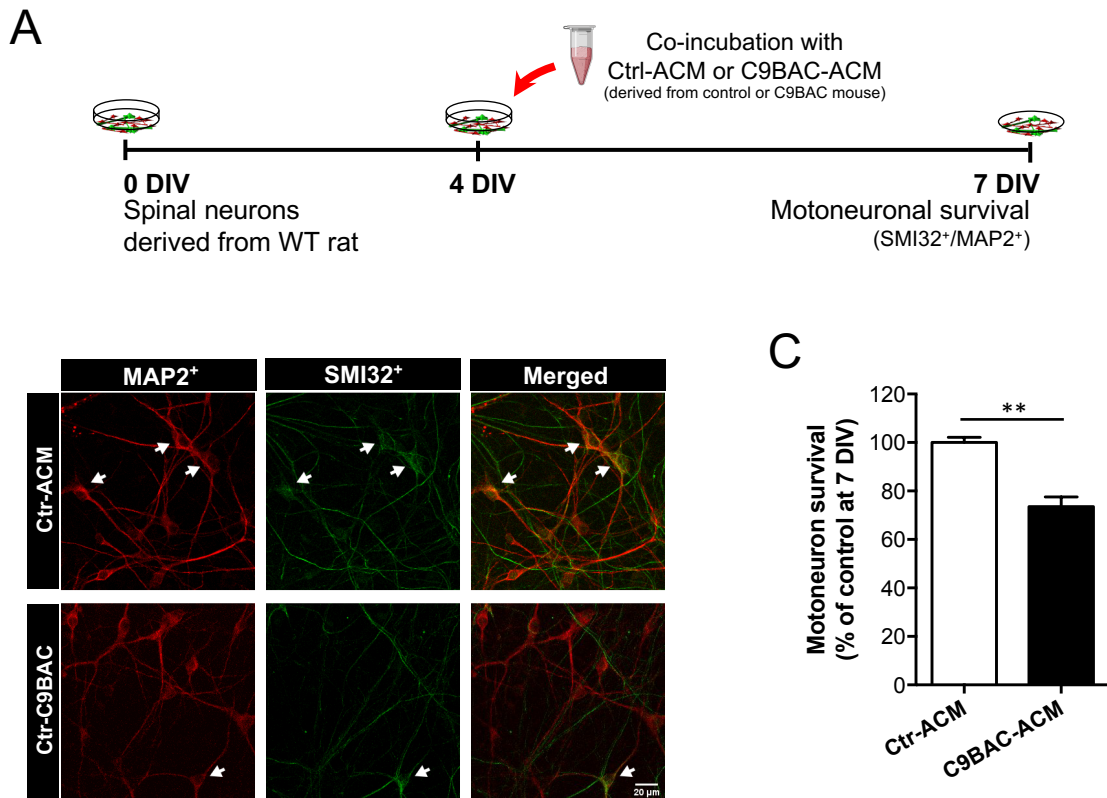 A
Co-incubation with
Ctrl-ACM or C9BAC-ACM
(derived from control or C9BAC mouse)
0 DIV
4 DIV
7 DIV
Spinal neurons
derived from WT rat
Motoneuronal survival
(SMI32⁺/MAP2⁺)
MAP2⁺
SMI32⁺
Merged
Ctr-ACM
Ctr-C9BAC
20 µm
C
Motoneuron survival
(% of control at 7 DIV)
120
100
80
60
40
20
0
**
Ctr-ACM
C9BAC-ACM